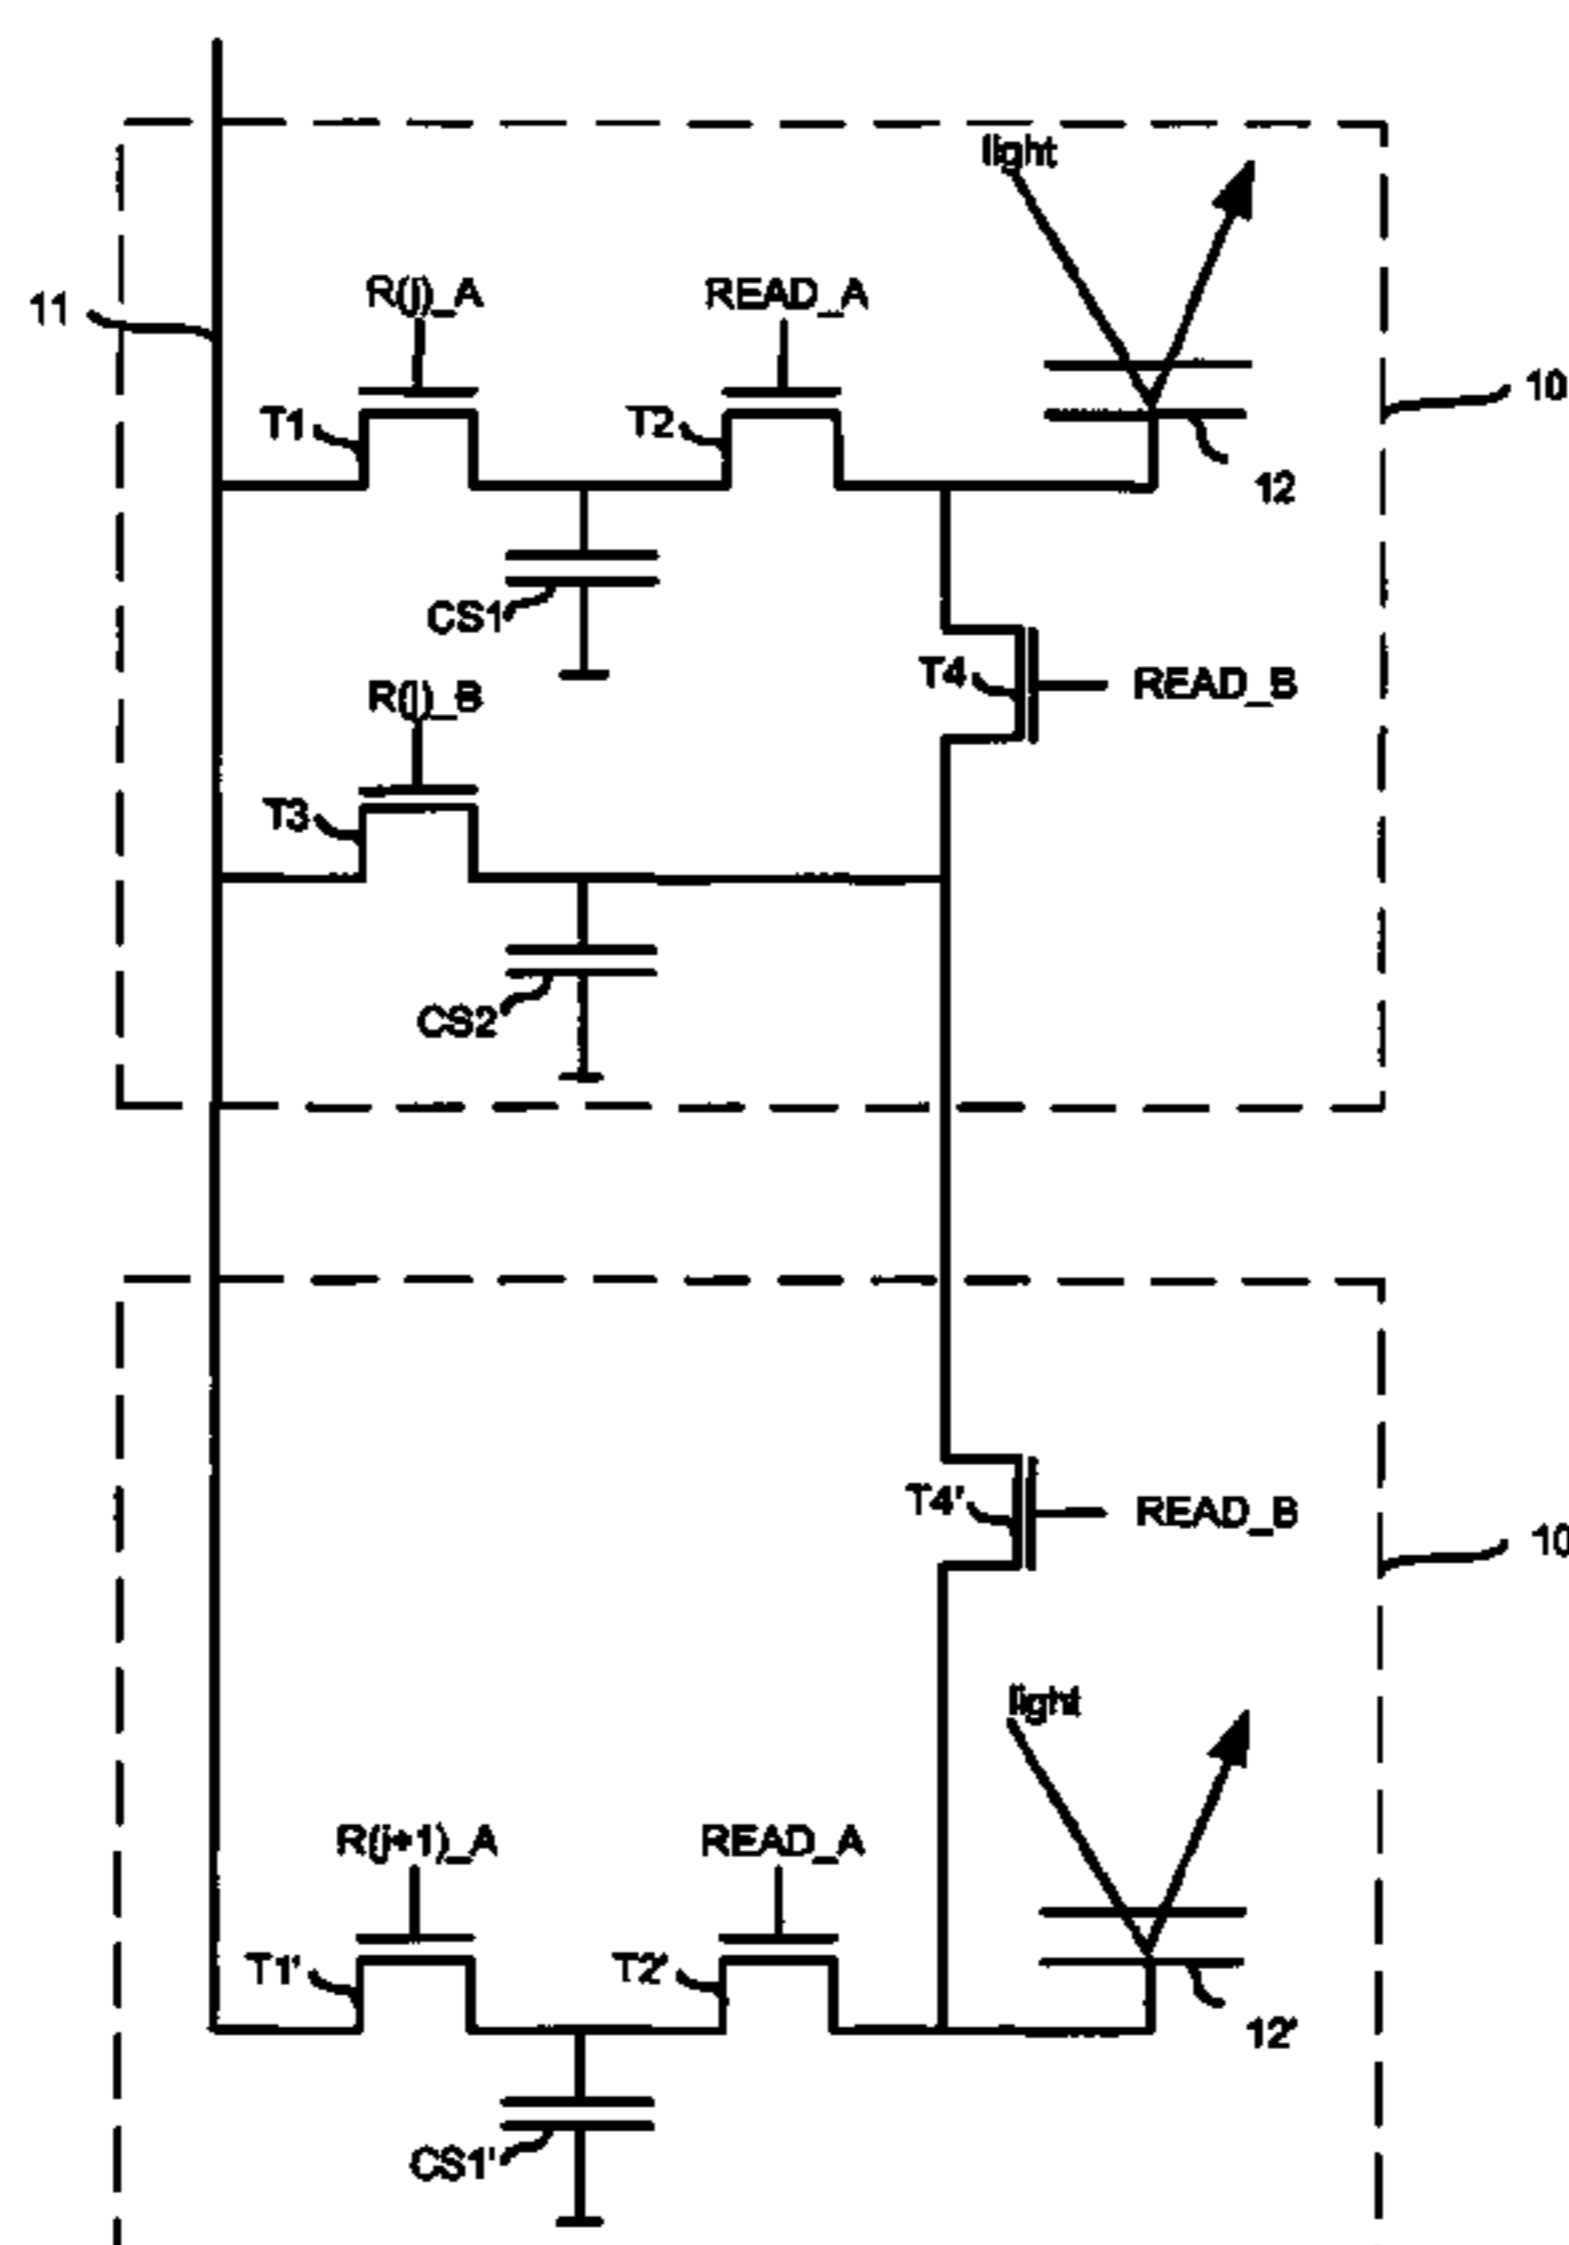 light
R(j)_A
READ_A
11
10
T1
T2
12
CS1
T4
READ_B
R(j)_B
T3
CS2
T4'
READ_B
10
light
R(j+1)_A
READ_A
T1'
T2'
12'
CS1'